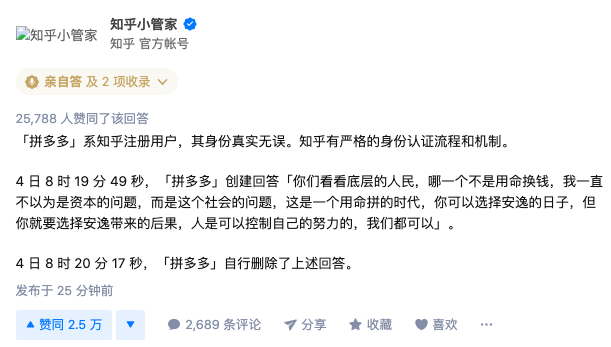 知乎小管家
知乎小管家
知乎 官方帐号
亲自答 及 2 项收录
25,788 人赞同了该回答
「拼多多」系知乎注册用户，其身份真实无误。知乎有严格的身份认证流程和机制。
4 日 8 时 19 分 49 秒，「拼多多」创建回答「你们看看底层的人民，哪一个不是用命换钱，我一直
不以为是资本的问题，而是这个社会的问题，这是一个用命拼的时代，你可以选择安逸的日子，但
你就要选择安逸带来的后果，人是可以控制自己的努力的，我们都可以」。
4 日 8 时 20 分 17 秒，「拼多多」自行删除了上述回答。
发布于 25 分钟前
赞同 2.5 万
2,689 条评论
分享
收藏
喜欢